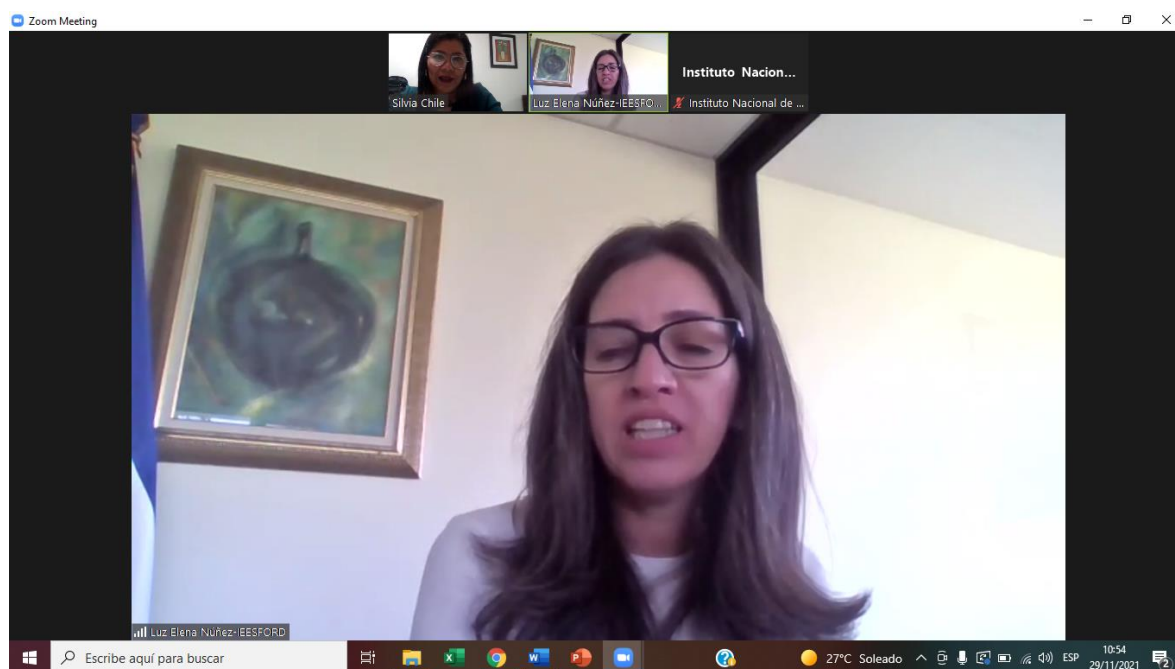 Zoom Meeting
Instituto Nacion...
Silvia Chile
Luz Elena Núñez-IEESFO...
Instituto Nacional de ...
Luz Elena Núñez-IEESFORD
Escribe aquí para buscar
27°C Soleado
ESP
10:54
29/11/2021